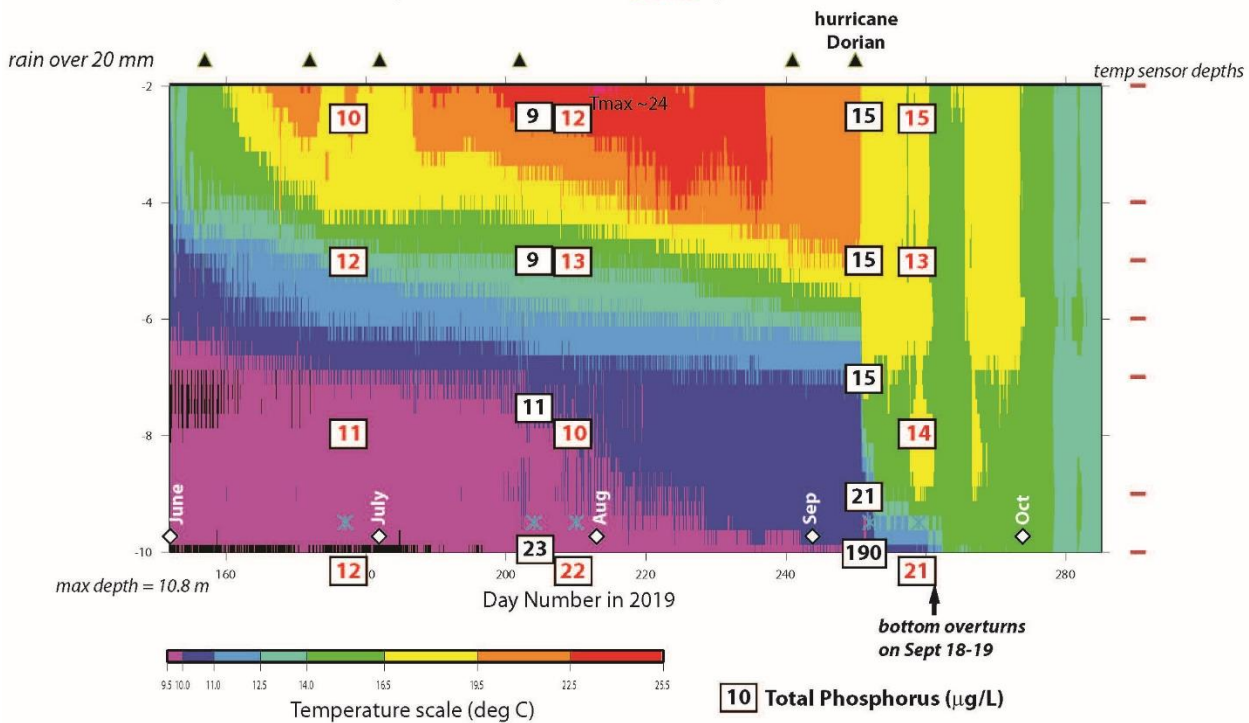 hurricane
Dorian
rain over 20 mm
temp sensor depths
-2
Tmax ~24
10
9
12
15
15
-4
12
9
13
15
13
-6
15
11
11
10
14
-8
June
July
Aug
Sep
Oct
21
-10
23
190
12
22
21
160
200
220
240
280
max depth = 10.8 m
Day Number in 2019
bottom overturns
on Sept 18-19
9.5 10.0 11.0 12.5 14.0 16.5 19.5 22.5 25.5
Temperature scale (deg C)
10 Total Phosphorus (µg/L)